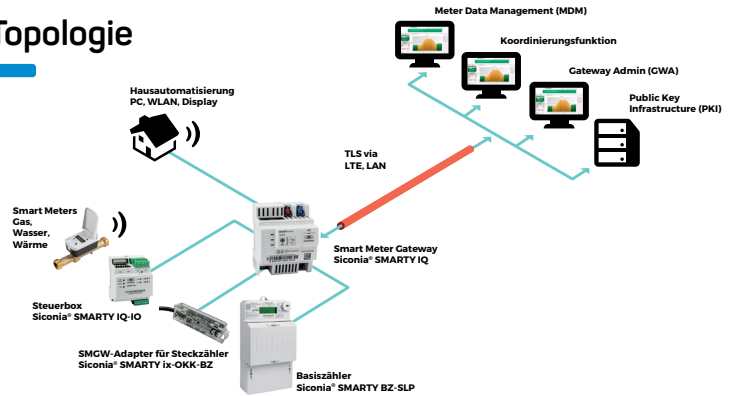 Topologie
Meter Data Management (MDM)
Koordinierungsfunktion
Gateway Admin (GWA)
Public Key
Infrastructure (PKI)
Hausautomatisierung
PC, WLAN, Display
TLS via
LTE, LAN
Smart Meters
Gas,
Wasser,
Wärme
Smart Meter Gateway
Siconia® SMARTY IQ
Steuerbox
Siconia® SMARTY IQ-IO
SMGW-Adapter für Steckzähler
Siconia® SMARTY ix-OKK-BZ
Basiszähler
Siconia® SMARTY BZ-SLP